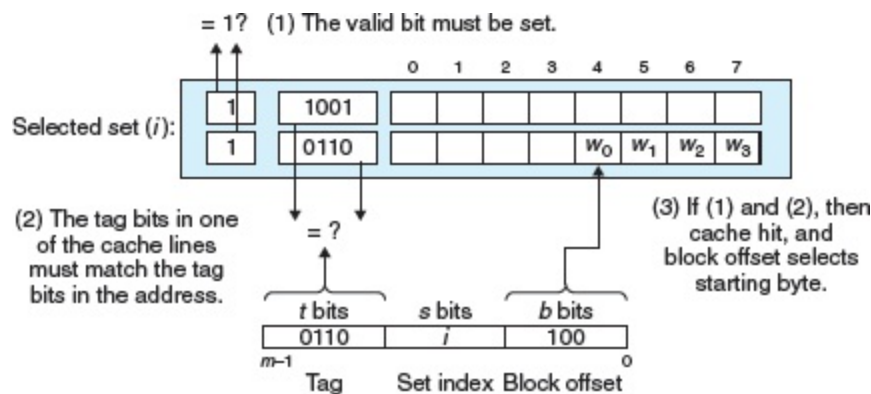 = 1? (1) The valid bit must be set.
0 1 2 3 4 5 6 7
Selected set (i):
1 1001
1 0110 w0 w1 w2 w3
(2) The tag bits in one
of the cache lines
must match the tag
bits in the address.
= ?
(3) If (1) and (2), then
cache hit, and
block offset selects
starting byte.
t bits s bits b bits
0110 i 100
m–1 0
Tag Set index Block offset